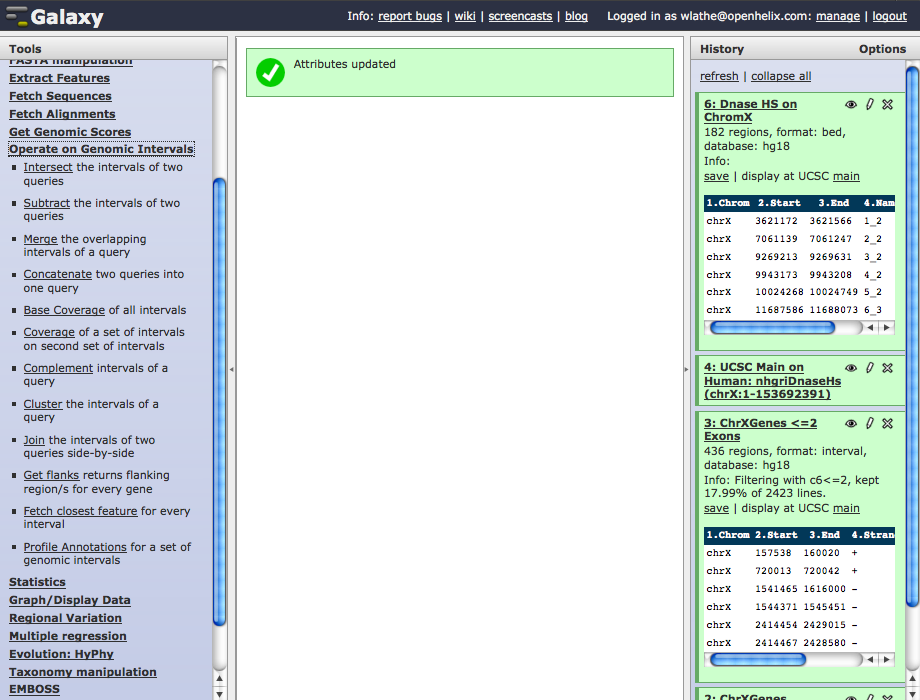 Galaxy
Info: report bugs | wiki | screencasts | blog Logged in as wlathe@openhelix.com: manage | logout
Tools
FASTA manipulation
Extract Features
Fetch Sequences
Fetch Alignments
Get Genomic Scores
Operate on Genomic Intervals
Intersect the intervals of two
queries
Subtract the intervals of two
queries
Merge the overlapping
intervals of a query
Concatenate two queries into
one query
Base Coverage of all intervals
Coverage of a set of intervals
on second set of intervals
Complement intervals of a
query
Cluster the intervals of a
query
Join the intervals of two
queries side-by-side
Get flanks returns flanking
region/s for every gene
Fetch closest feature for every
interval
Profile Annotations for a set of
genomic intervals
Statistics
Graph/Display Data
Regional Variation
Multiple regression
Evolution: HyPhy
Taxonomy manipulation
EMBOSS
Attributes updated
History Options
refresh | collapse all
6: Dnase HS on
ChromX
182 regions, format: bed,
database: hg18
Info:
save | display at UCSC main
1.Chrom 2.Start 3.End 4.Nam
chrX 3621172 3621566 1_2
chrX 7061139 7061247 2_2
chrX 9269213 9269631 3_2
chrX 9943173 9943208 4_2
chrX 10024268 10024749 5_2
chrX 11687586 11688073 6_3
4: UCSC Main on
Human: nhgriDnaseHs
(chrX:1-153692391)
3: ChrXGenes <=2
Exons
436 regions, format: interval,
database: hg18
Info: Filtering with c6<=2, kept
17.99% of 2423 lines.
save | display at UCSC main
1.Chrom 2.Start 3.End 4.Stran
chrX 157538 160020 +
chrX 720013 720042 +
chrX 1541465 1616000 -
chrX 1544371 1545451 -
chrX 2414454 2429015 -
chrX 2414467 2428580 -
2: ChrXGenes